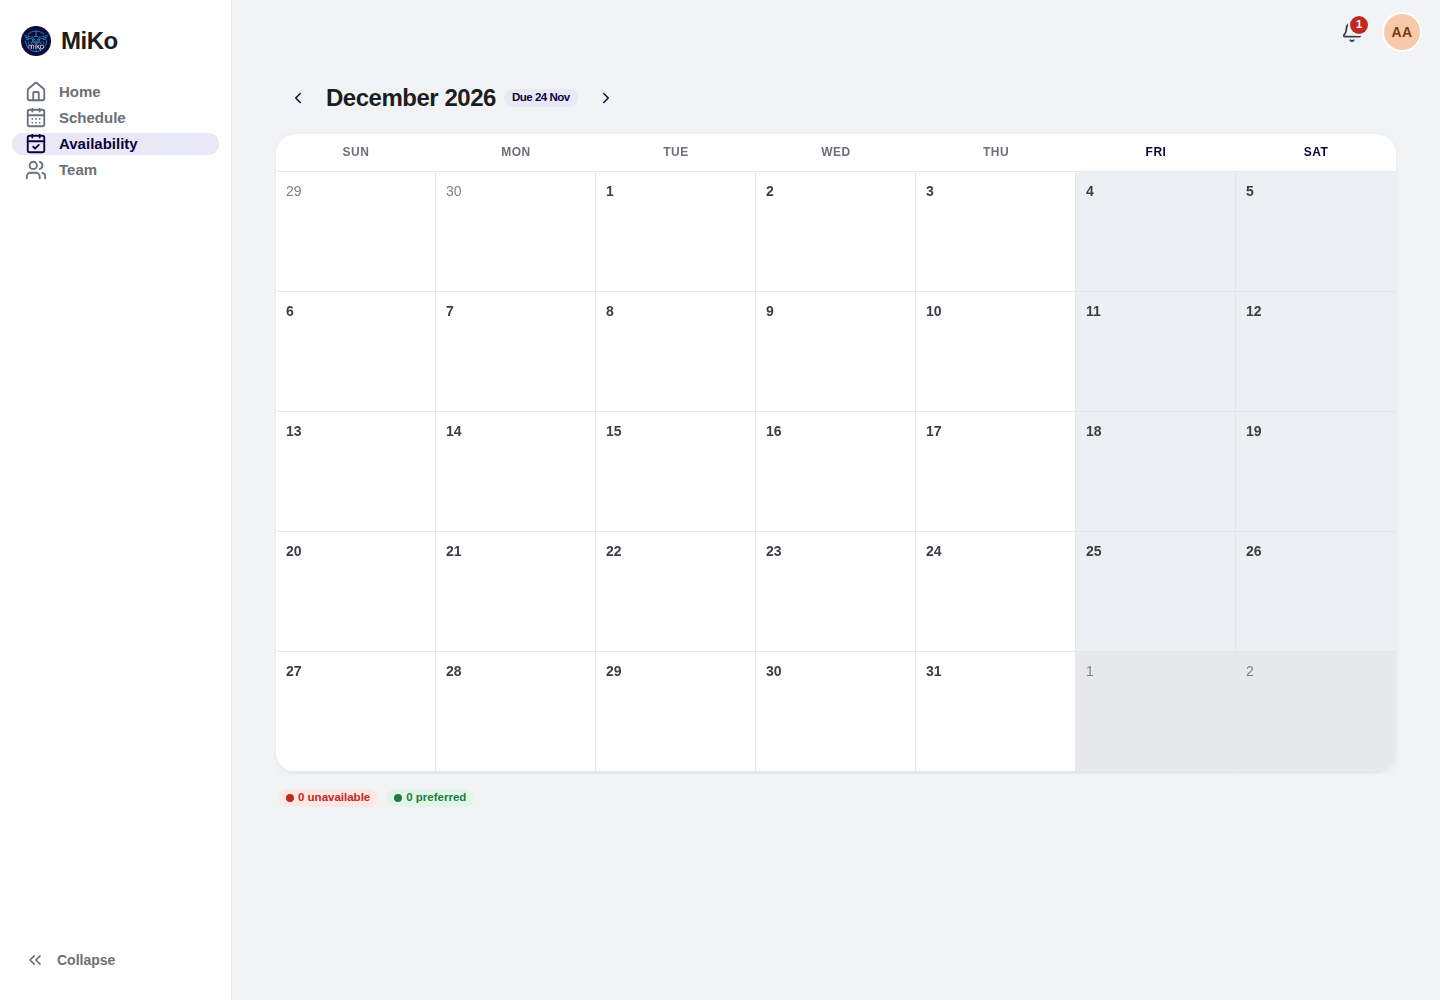 MiKo
miko
1
AA
Home
Schedule
Availability
Team
December 2026 Due 24 Nov
SUN MON TUE WED THU FRI SAT
29 30 1 2 3 4 5
6 7 8 9 10 11 12
13 14 15 16 17 18 19
20 21 22 23 24 25 26
27 28 29 30 31 1 2
0 unavailable 0 preferred
Collapse